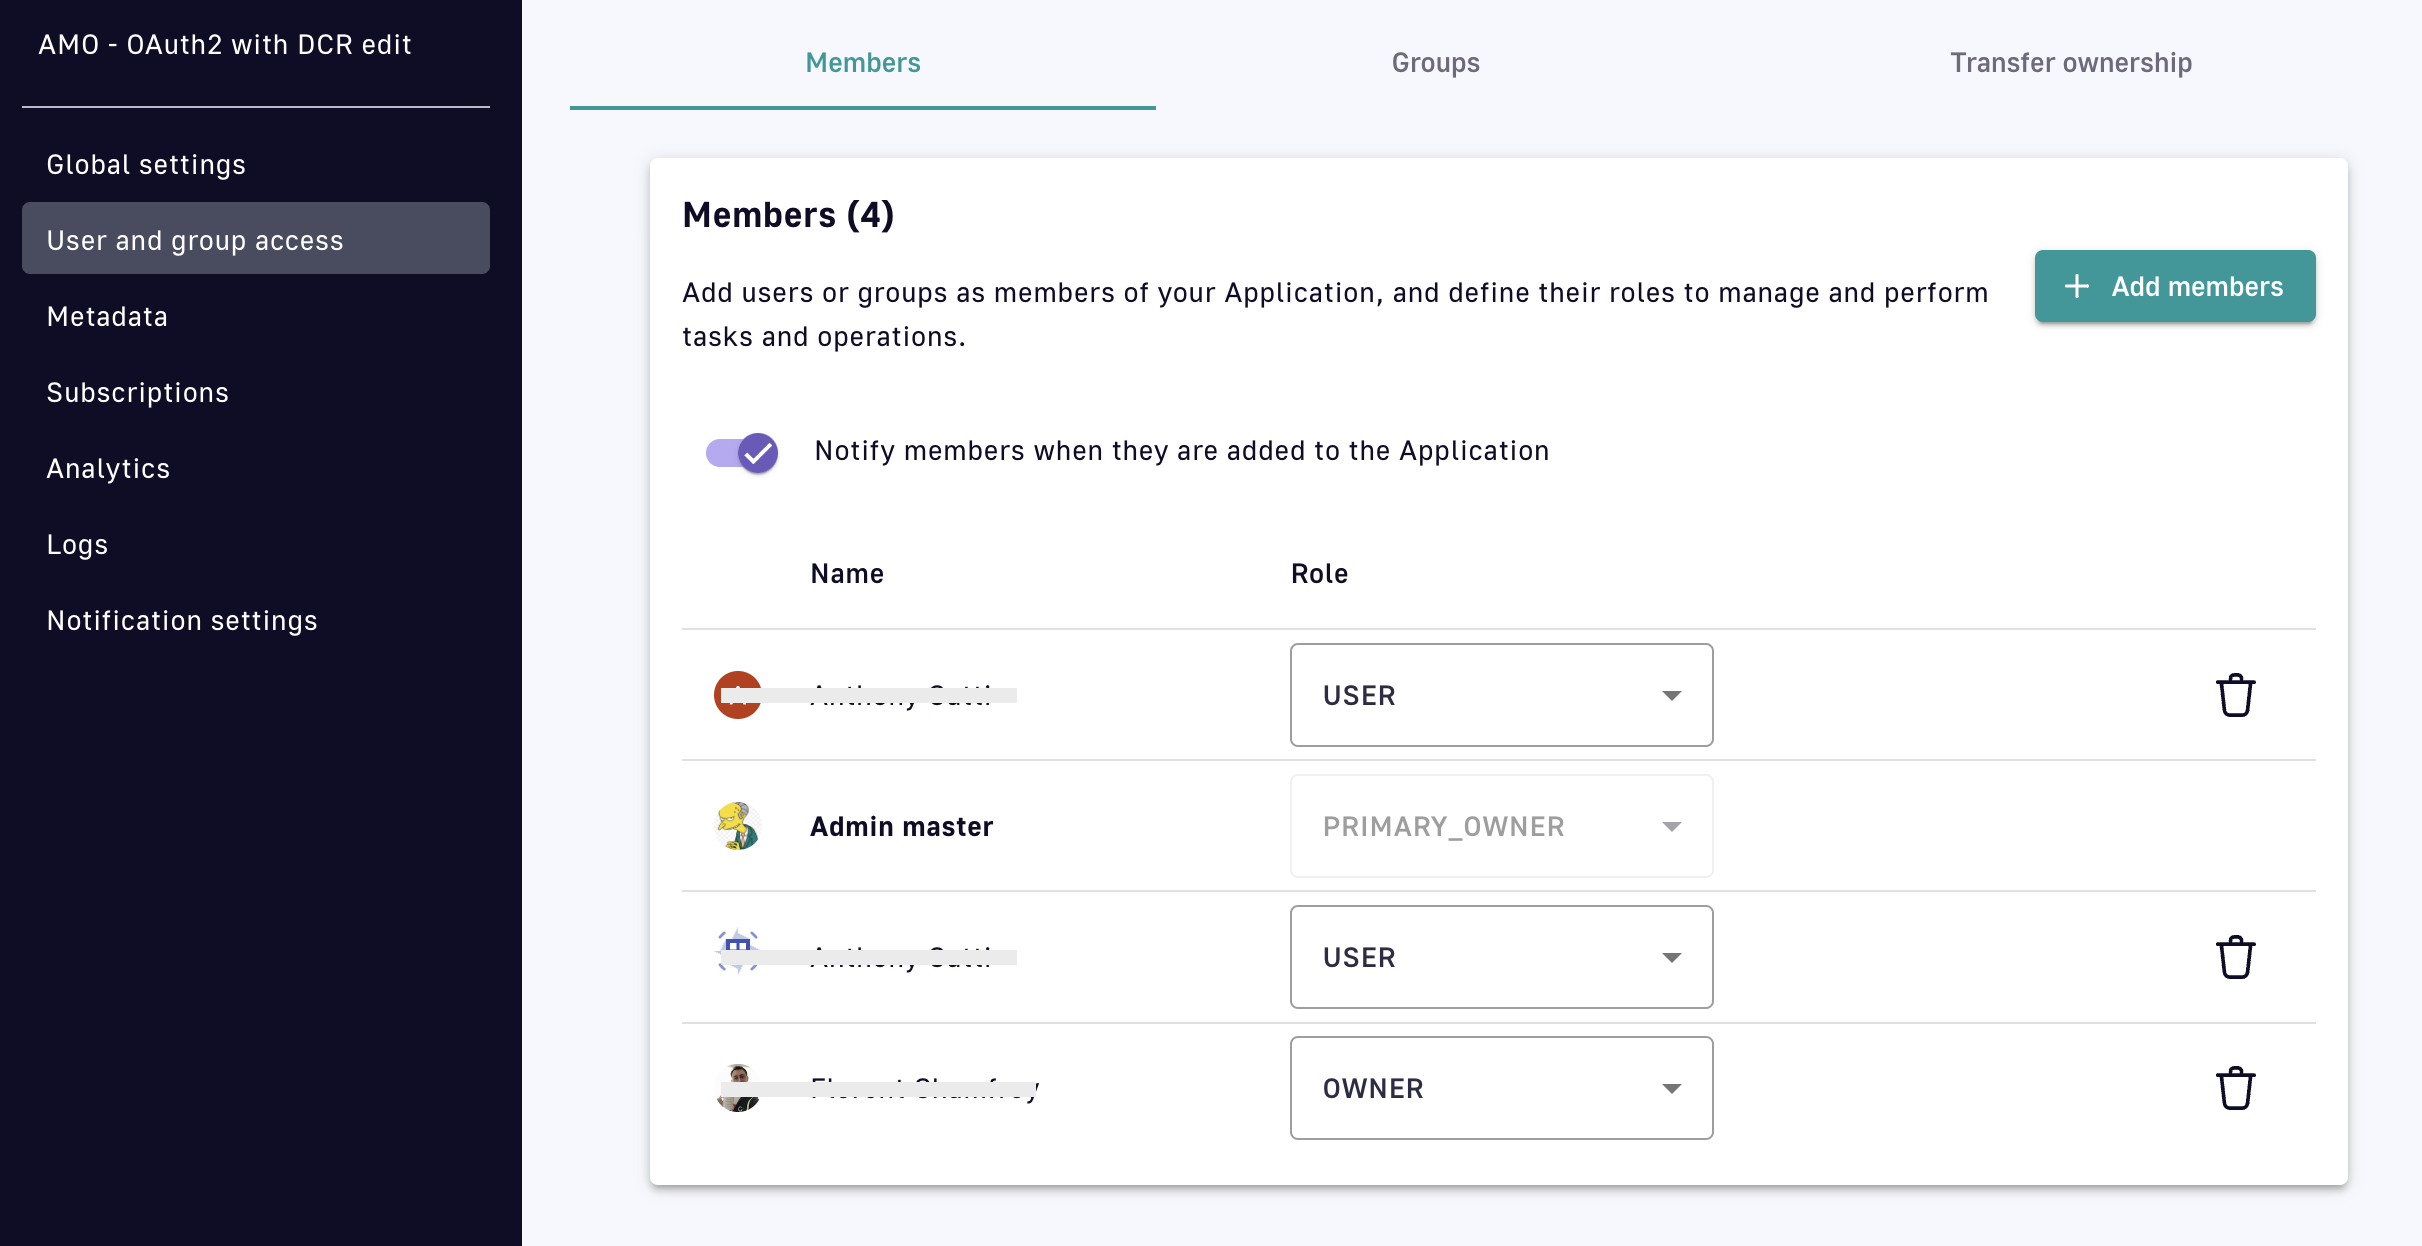 AMO - OAuth2 with DCR edit
Global settings
User and group access
Metadata
Subscriptions
Analytics
Logs
Notification settings
Members
Groups
Transfer ownership
Members (4)
Add users or groups as members of your Application, and define their roles to manage and perform
tasks and operations.
Add members
Notify members when they are added to the Application
Name
Role
USER
Admin master
PRIMARY_OWNER
USER
OWNER